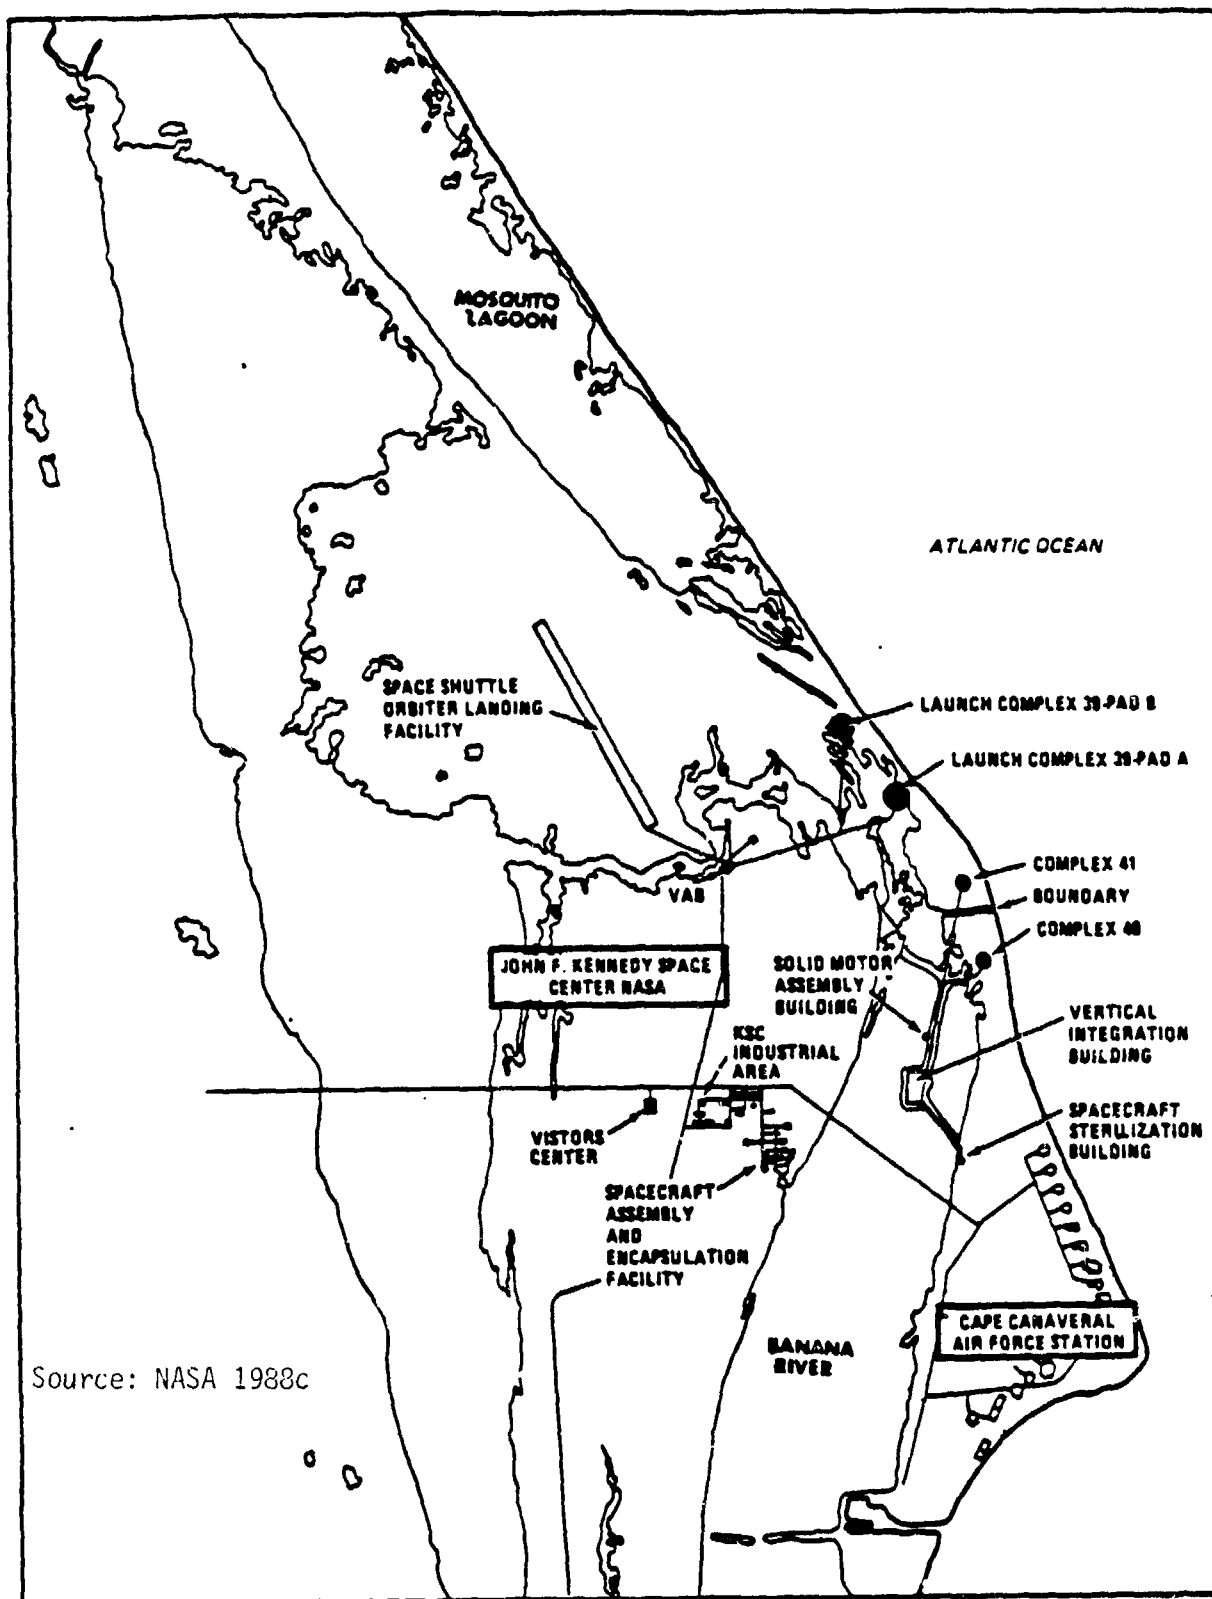 MOSQUITO
LAGOON
ATLANTIC OCEAN
SPACE SHUTTLE
ORBITER LANDING
FACILITY
LAUNCH COMPLEX 39-PAD B
LAUNCH COMPLEX 39-PAD A
COMPLEX 41
BOUNDARY
COMPLEX 40
VAB
JOHN F. KENNEDY SPACE
CENTER NASA
SOLID MOTOR
ASSEMBLY
BUILDING
VERTICAL
INTEGRATION
BUILDING
KSC
INDUSTRIAL
AREA
VISTORS
CENTER
SPACECRAFT
STERILIZATION
BUILDING
SPACECRAFT
ASSEMBLY
AND
ENCAPSULATION
FACILITY
CAPE CANAVERAL
AIR FORCE STATION
BANANA
RIVER
Source: NASA 1988c